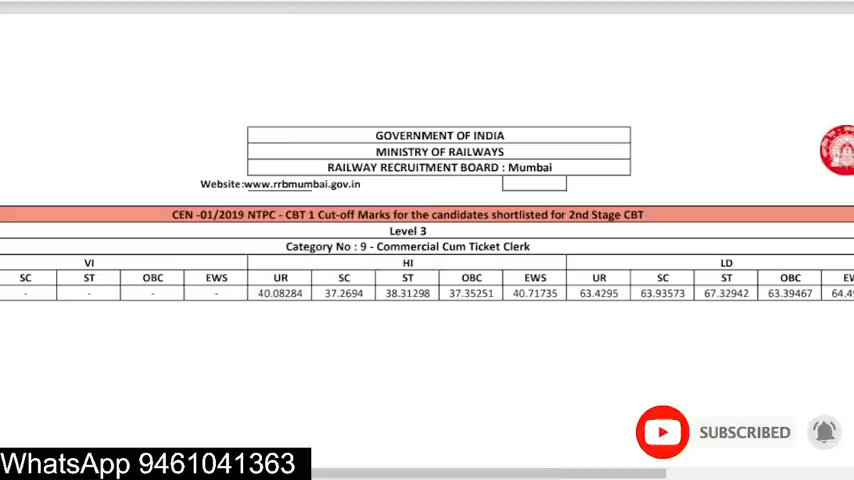 GOVERNMENT OF INDIA
MINISTRY OF RAILWAYS
RAILWAY RECRUITMENT BOARD : Mumbai
Website:www.rrbmumbai.gov.in
CEN -01/2019 NTPC - CBT 1 Cut-off Marks for the candidates shortlisted for 2nd Stage CBT
Level 3
Category No : 9 - Commercial Cum Ticket Clerk
VI HI LD
SC ST OBC EWS UR SC ST OBC EWS UR SC ST OBC
- - - - 40.08284 37.2694 38.31298 37.35251 40.71735 63.4295 63.93573 67.32942 63.39467
SUBSCRIBED
WhatsApp 9461041363